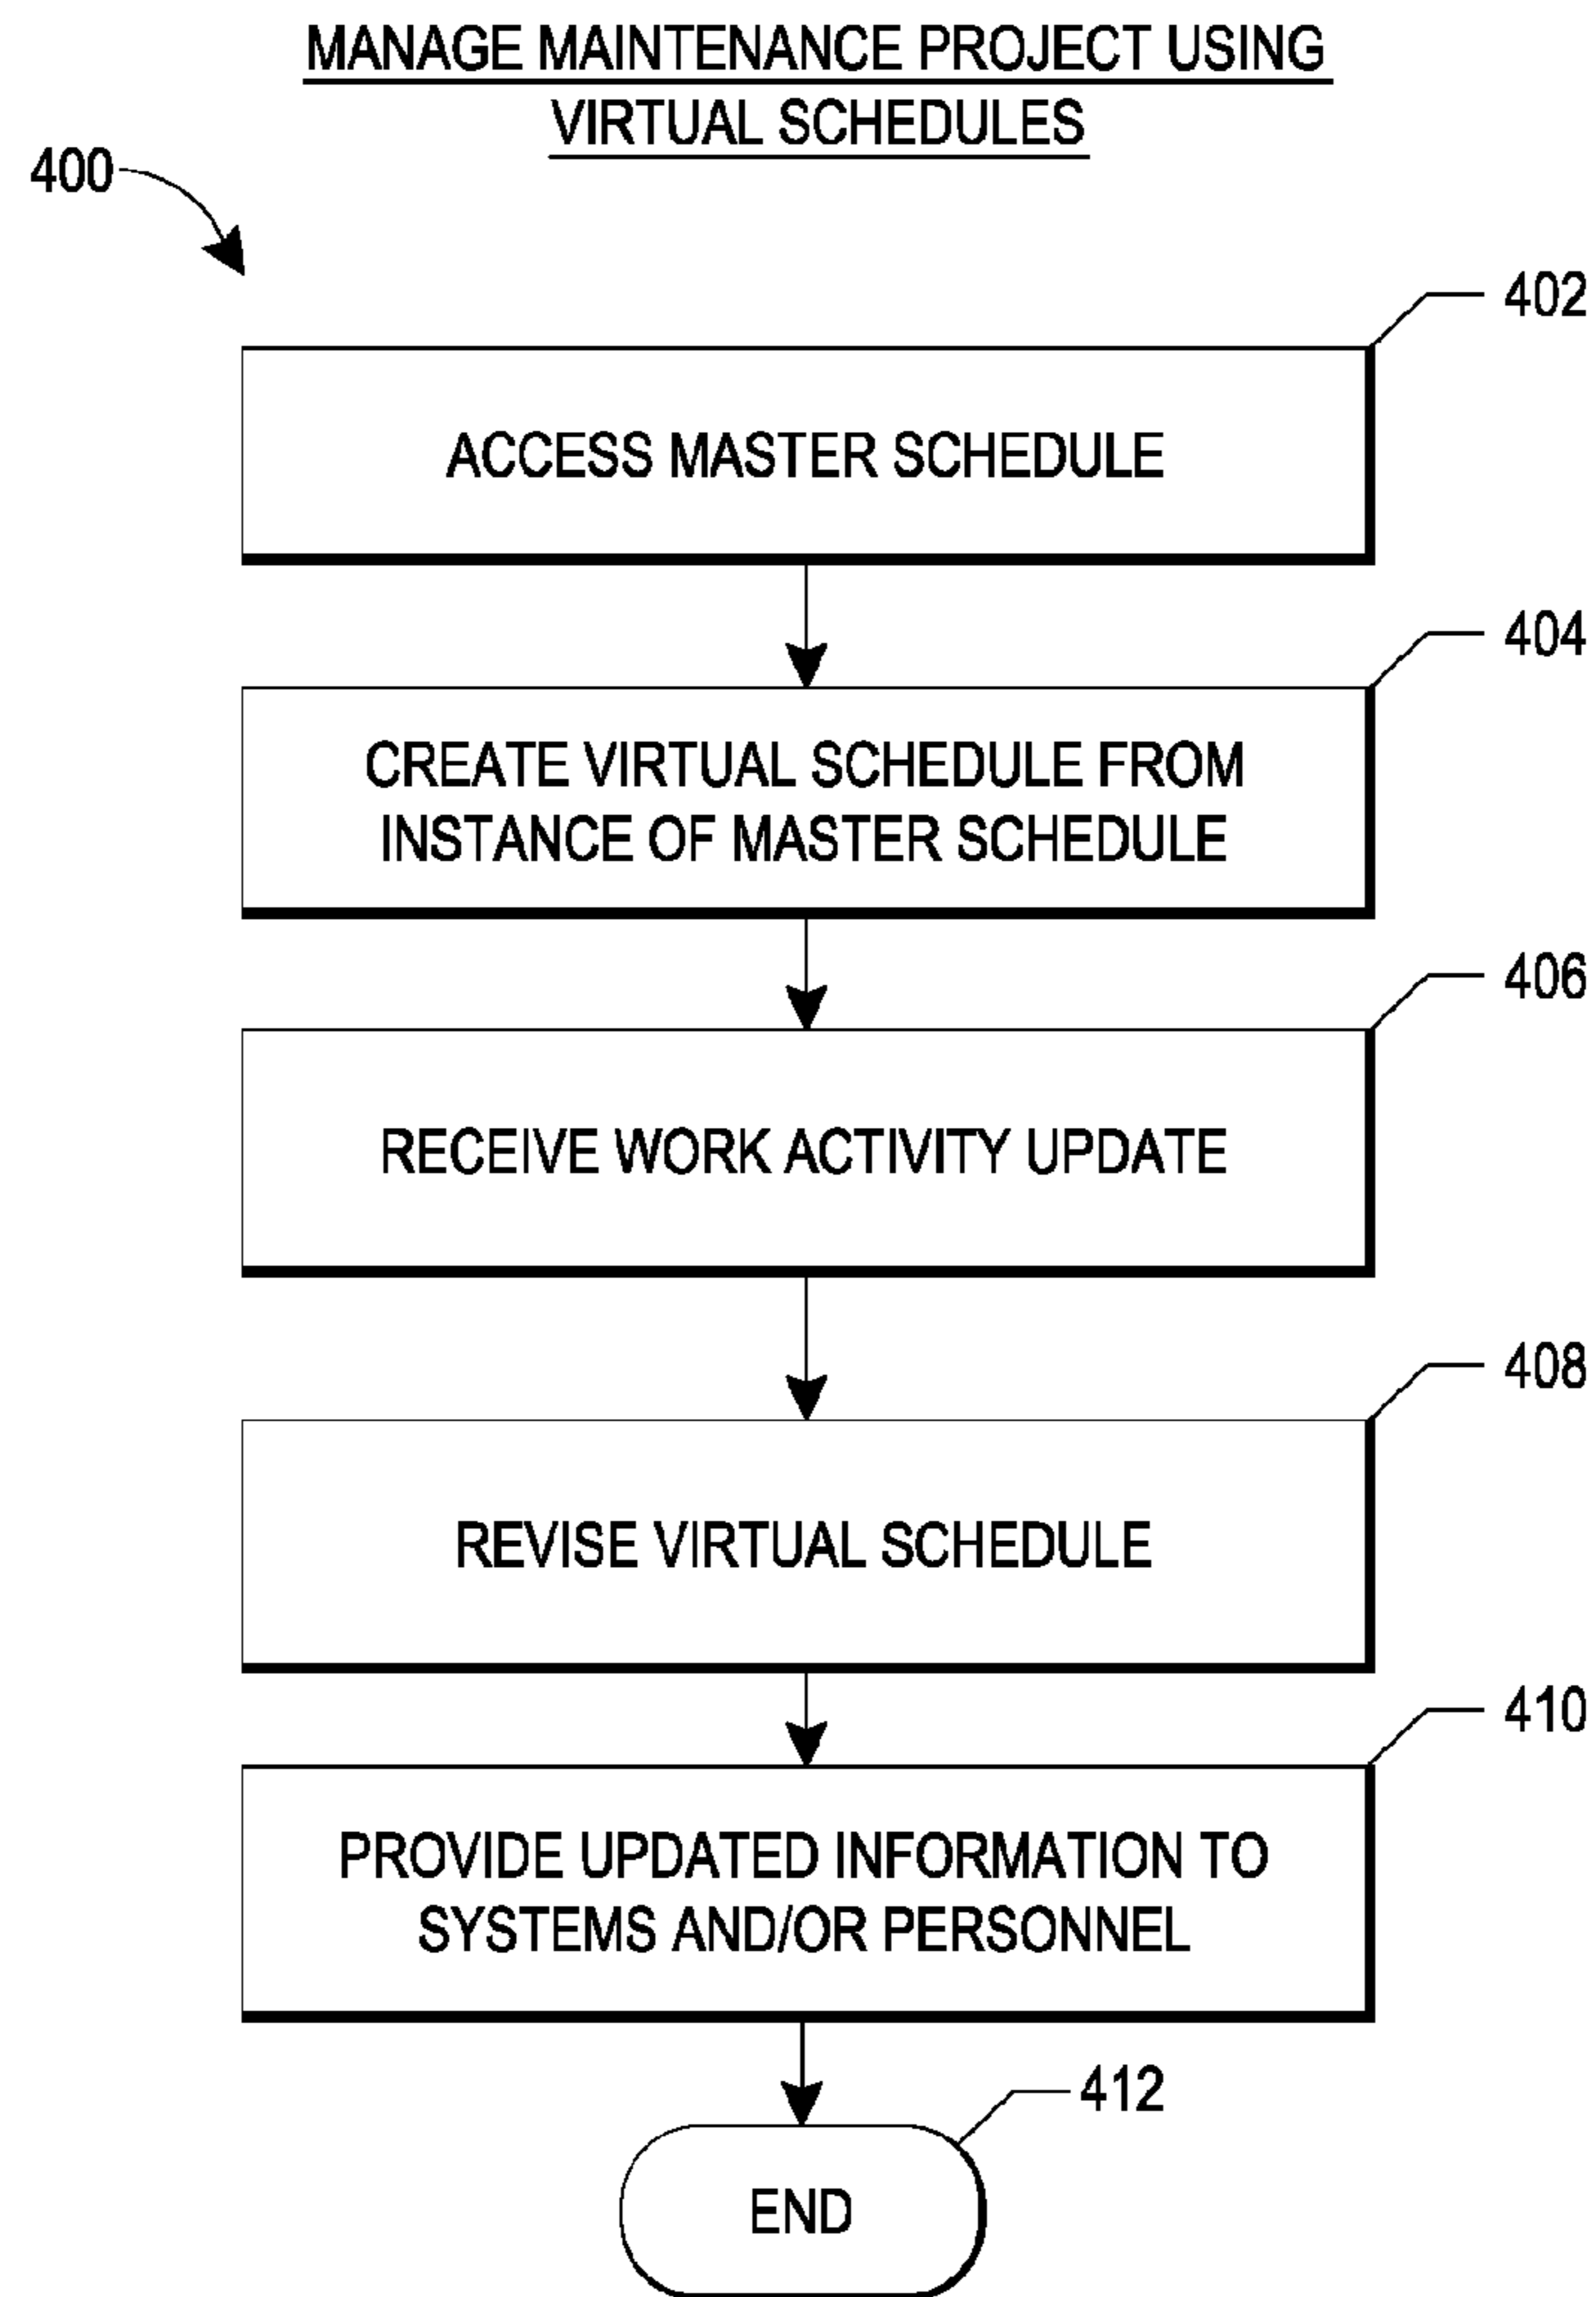 MANAGE MAINTENANCE PROJECT USING
VIRTUAL SCHEDULES
400
402
ACCESS MASTER SCHEDULE
404
CREATE VIRTUAL SCHEDULE FROM
INSTANCE OF MASTER SCHEDULE
406
RECEIVE WORK ACTIVITY UPDATE
408
REVISE VIRTUAL SCHEDULE
410
PROVIDE UPDATED INFORMATION TO
SYSTEMS AND/OR PERSONNEL
412
END